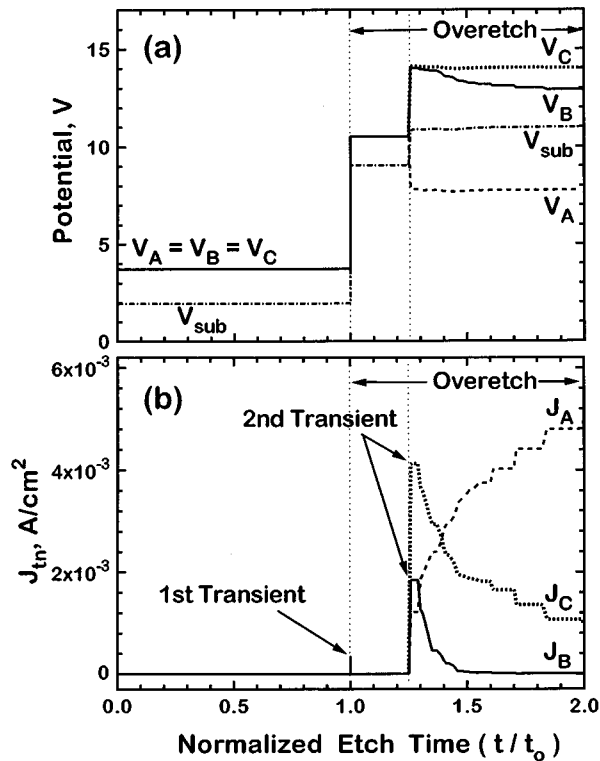 (a)
Overetch
V_C
V_B
V_sub
V_A
V_A = V_B = V_C
V_sub
Potential, V
15
10
5
0
(b)
Overetch
2nd Transient
1st Transient
J_A
J_C
J_B
J_tn, A/cm²
6x10⁻³
4x10⁻³
2x10⁻³
0
0.0 0.5 1.0 1.5 2.0
Normalized Etch Time ( t / t_o )